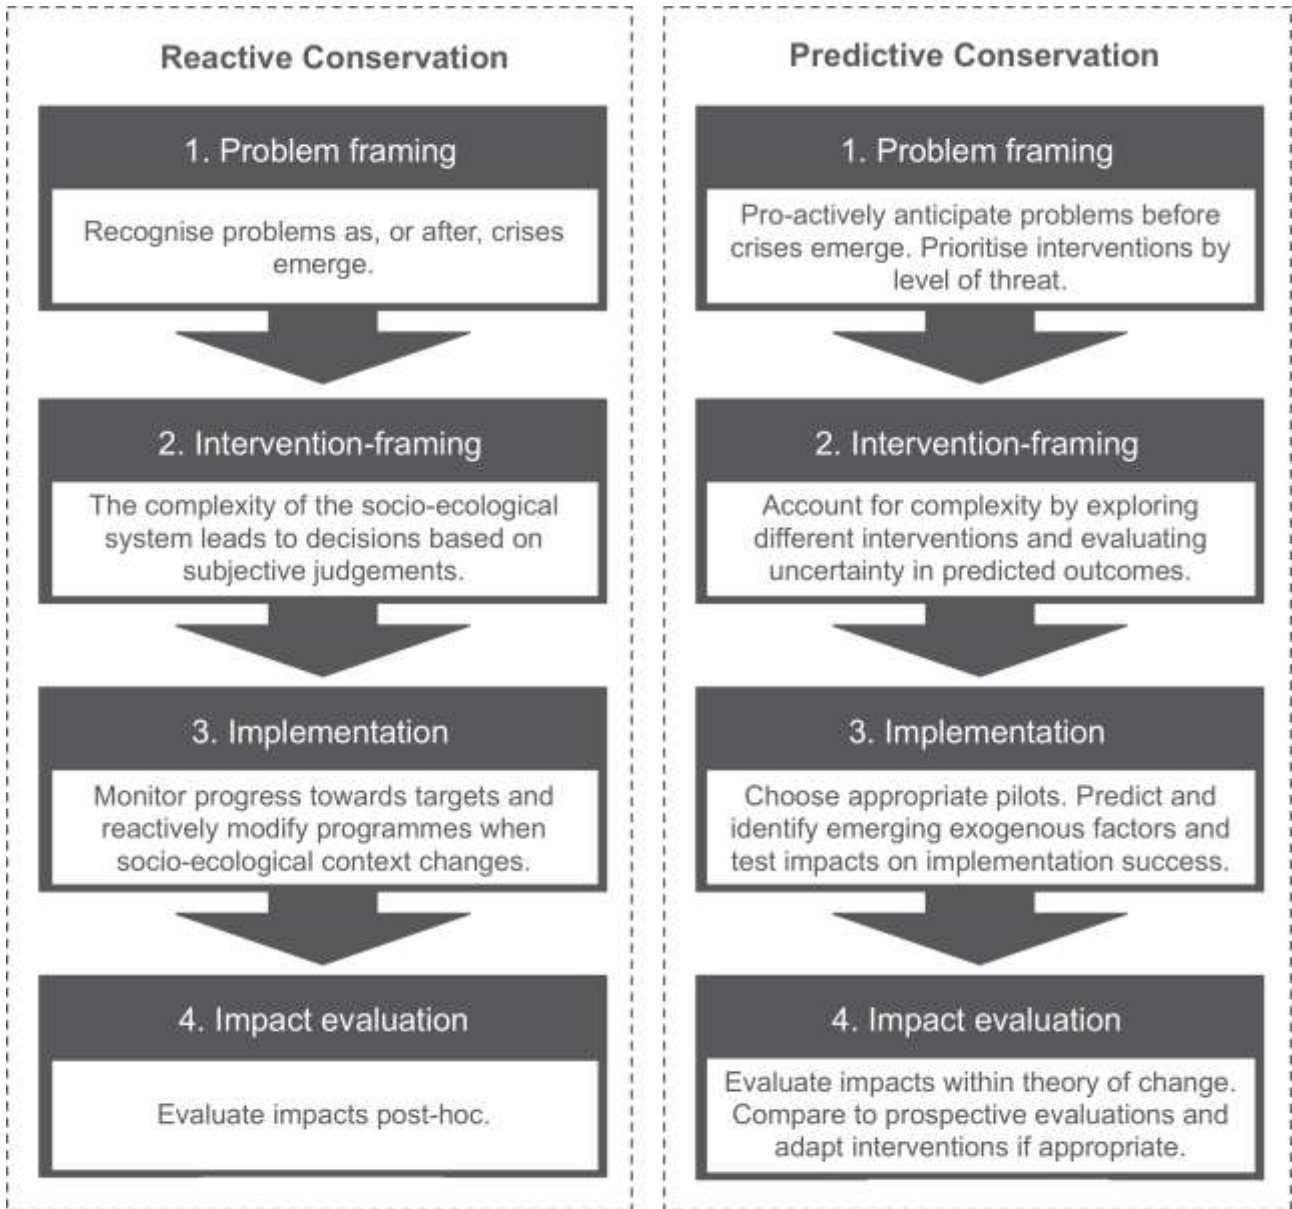 Reactive Conservation
1. Problem framing
Recognise problems as, or after, crises
emerge.
2. Intervention-framing
The complexity of the socio-ecological
system leads to decisions based on
subjective judgements.
3. Implementation
Monitor progress towards targets and
reactively modify programmes when
socio-ecological context changes.
4. Impact evaluation
Evaluate impacts post-hoc.
Predictive Conservation
1. Problem framing
Pro-actively anticipate problems before
crises emerge. Prioritise interventions by
level of threat.
2. Intervention-framing
Account for complexity by exploring
different interventions and evaluating
uncertainty in predicted outcomes.
3. Implementation
Choose appropriate pilots. Predict and
identify emerging exogenous factors and
test impacts on implementation success.
4. Impact evaluation
Evaluate impacts within theory of change.
Compare to prospective evaluations and
adapt interventions if appropriate.